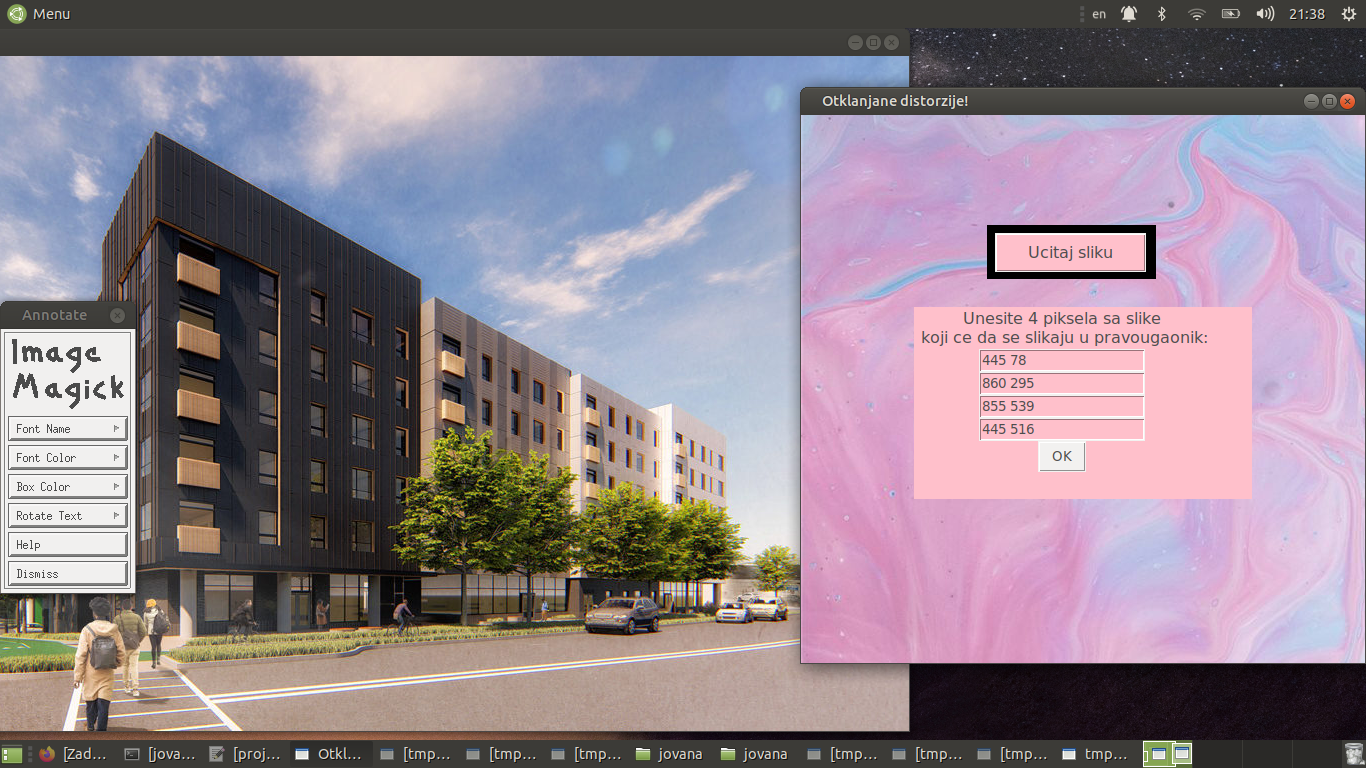 Menu
en
21:38
Otklanjane distorzije!
Ucitaj sliku
Unesite 4 piksela sa slike
koji ce da se slikaju u pravougaonik:
445 78
860 295
855 539
445 516
OK
Annotate
Image
Magick
Font Name
Font Color
Box Color
Rotate Text
Help
Dismiss
[Zad...
[jova...
[proj...
Otkl...
[tmp...
[tmp...
[tmp...
jovana
jovana
[tmp...
[tmp...
[tmp...
tmp...